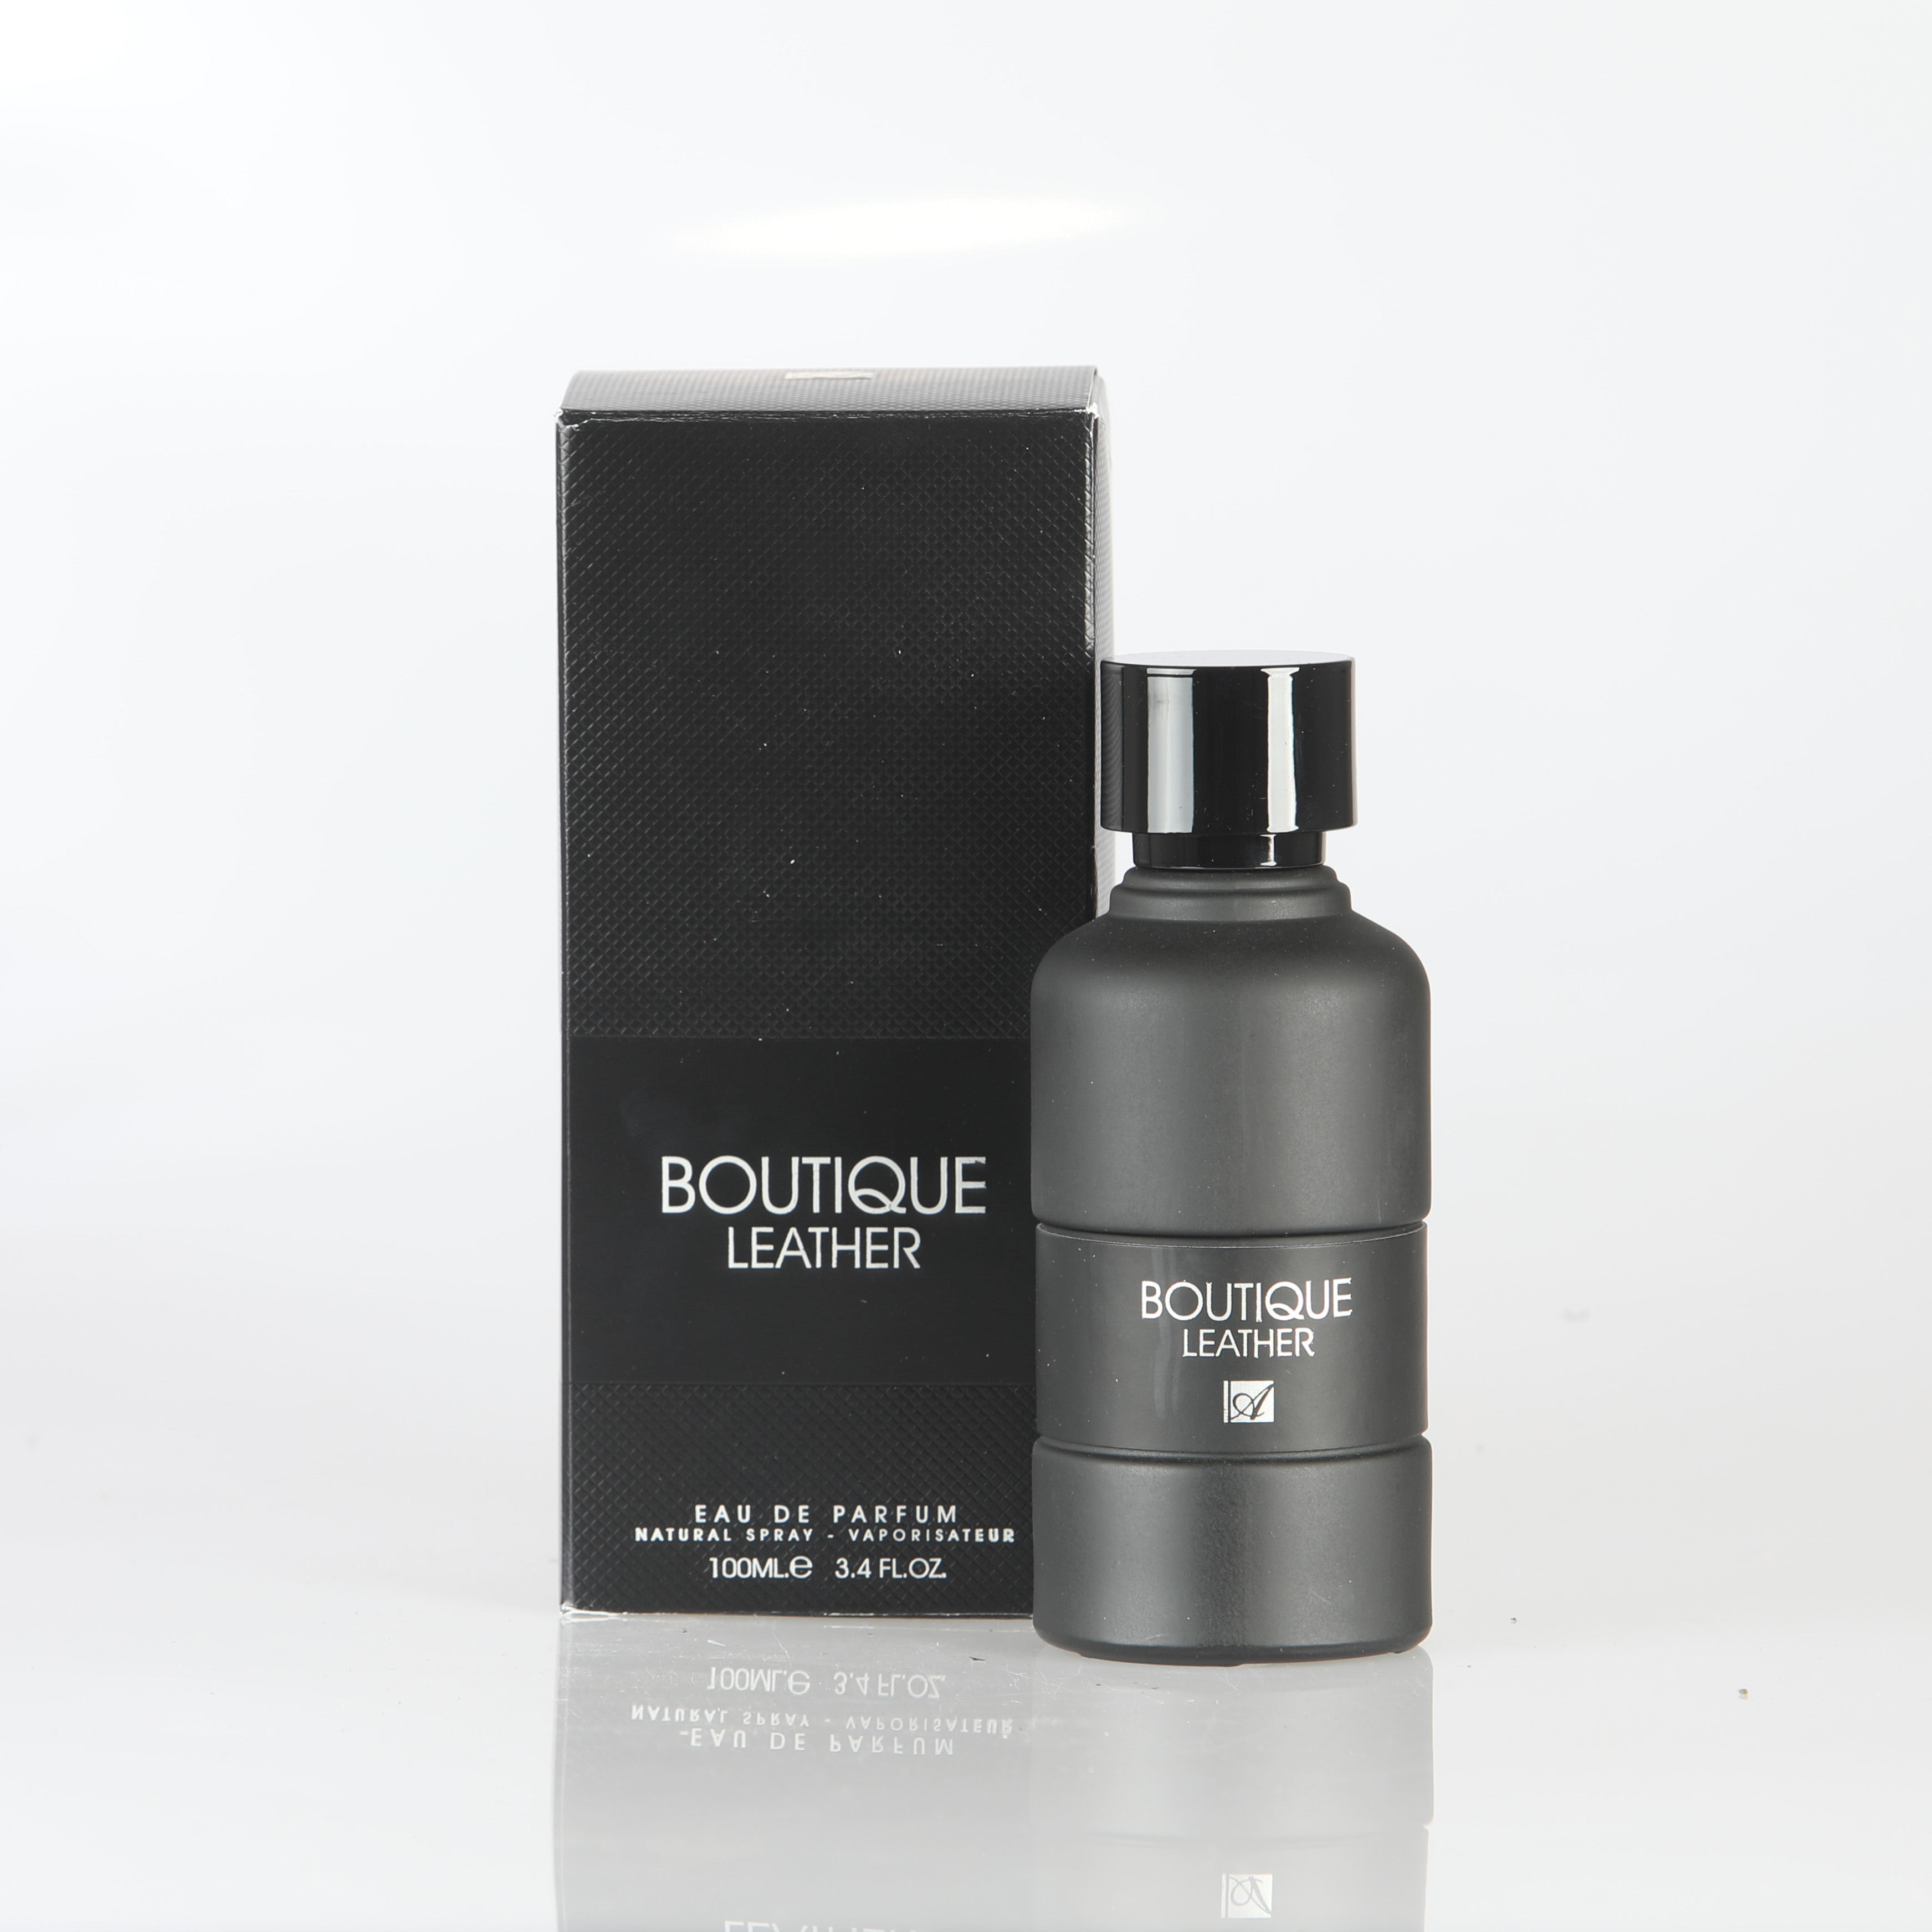 BOUTIQUE
LEATHER
EAU DE PARFUM
NATURAL SPRAY - VAPORISATEUR
100ML.e 3.4 FL.OZ.
BOUTIQUE
LEATHER
A